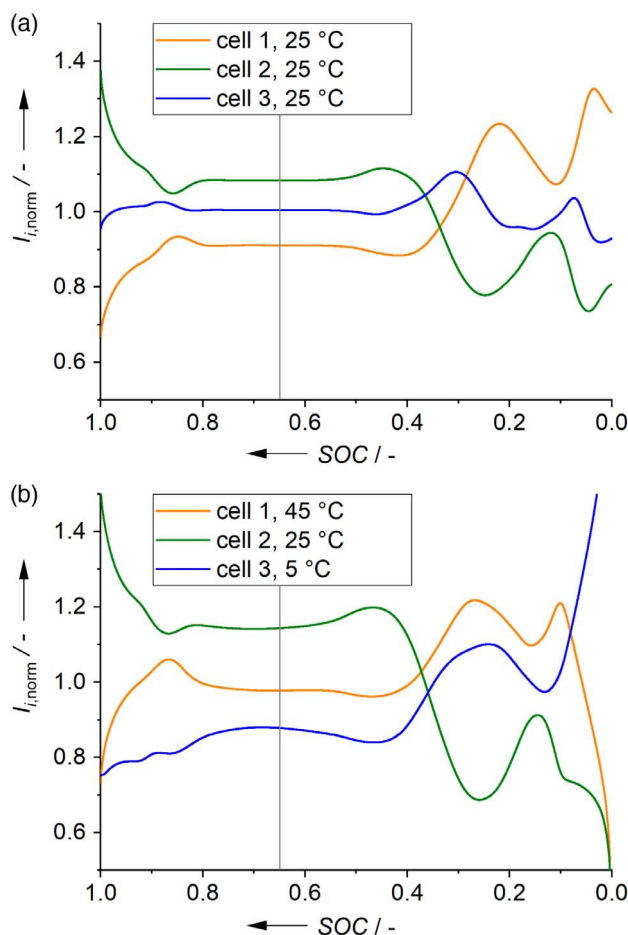 (a)
1.4
1.2
1.0
0.8
0.6
I i,norm / -
cell 1, 25 °C
cell 2, 25 °C
cell 3, 25 °C
1.0 0.8 0.6 0.4 0.2 0.0
SOC / -
(b)
1.4
1.2
1.0
0.8
0.6
I i,norm / -
cell 1, 45 °C
cell 2, 25 °C
cell 3, 5 °C
1.0 0.8 0.6 0.4 0.2 0.0
SOC / -